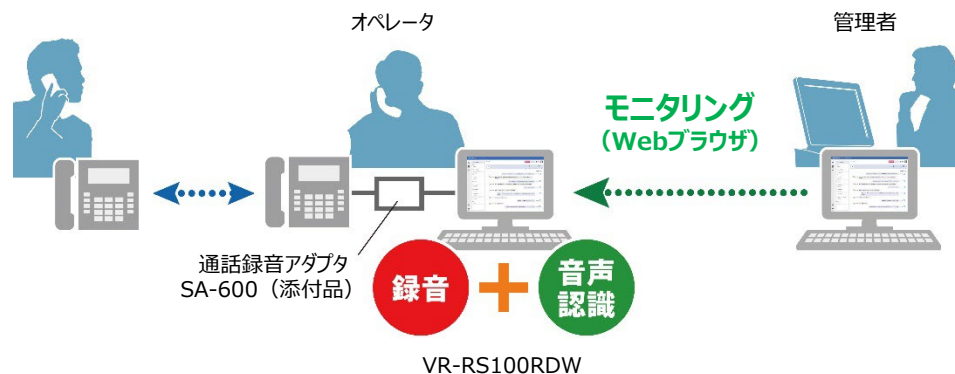 オペレータ
管理者
モニタリング
（Webブラウザ）
通話録音アダプタ
SA-600（添付品）
録音
音声
認識
VR-RS100RDW